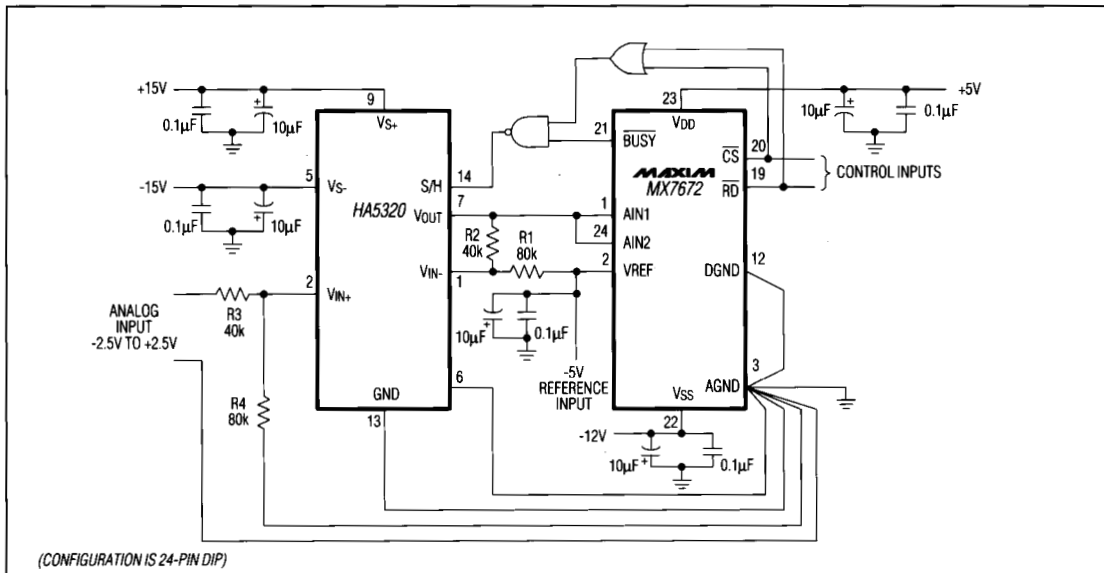 +15V
0.1µF
10µF
9
VS+
-15V
0.1µF
10µF
5
VS-
HA5320
14
S/H
7
VOUT
VIN-
1
2
VIN+
ANALOG
INPUT
-2.5V TO +2.5V
R3
40k
R4
80k
GND
13
6
R2
40k
R1
80k
10µF
0.1µF
-5V
REFERENCE
INPUT
23
VDD
21
BUSY
MAXIM
MX7672
CS
20
RD
19
CONTROL INPUTS
10µF
0.1µF
+5V
1
AIN1
24
AIN2
2
VREF
12
DGND
3
AGND
VSS
22
-12V
10µF
0.1µF
(CONFIGURATION IS 24-PIN DIP)